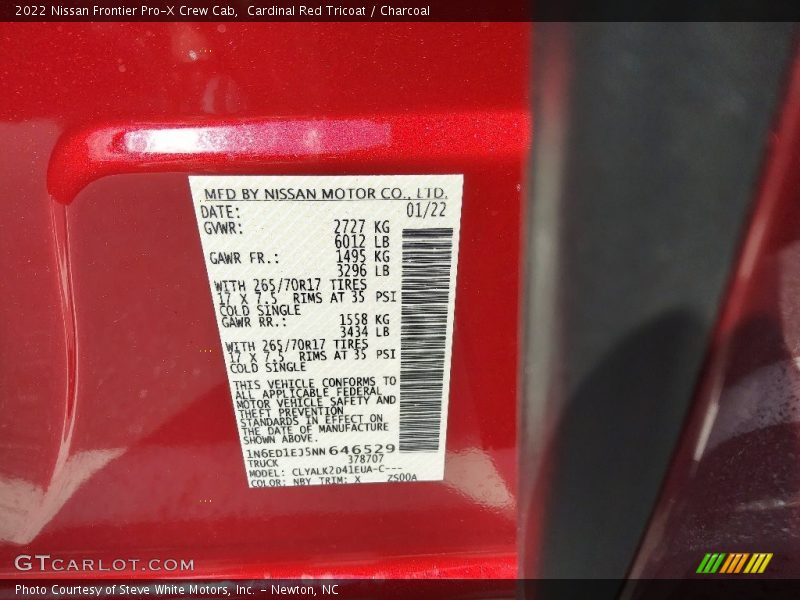 2022 Nissan Frontier Pro-X Crew Cab,  Cardinal Red Tricoat / Charcoal
MFD BY NISSAN MOTOR CO., LTD.
DATE: 01/22
GVWR: 2727 KG
6012 LB
GAWR FR.: 1495 KG
3296 LB
WITH 265/70R17 TIRES
17 X 7.5 RIMS AT 35 PSI
COLD SINGLE
GAWR RR.: 1558 KG
3434 LB
WITH 265/70R17 TIRES
17 X 7.5 RIMS AT 35 PSI
COLD SINGLE
THIS VEHICLE CONFORMS TO
ALL APPLICABLE FEDERAL
MOTOR VEHICLE SAFETY AND
THEFT PREVENTION
STANDARDS IN EFFECT ON
THE DATE OF MANUFACTURE
SHOWN ABOVE.
1N6ED1EJ5NN646529
TRUCK 378707
MODEL: CLYALK2D41EUA-C---
COLOR: NBY TRIM: X ZS00A
GTCARLOT.COM
Photo Courtesy of Steve White Motors, Inc. - Newton, NC